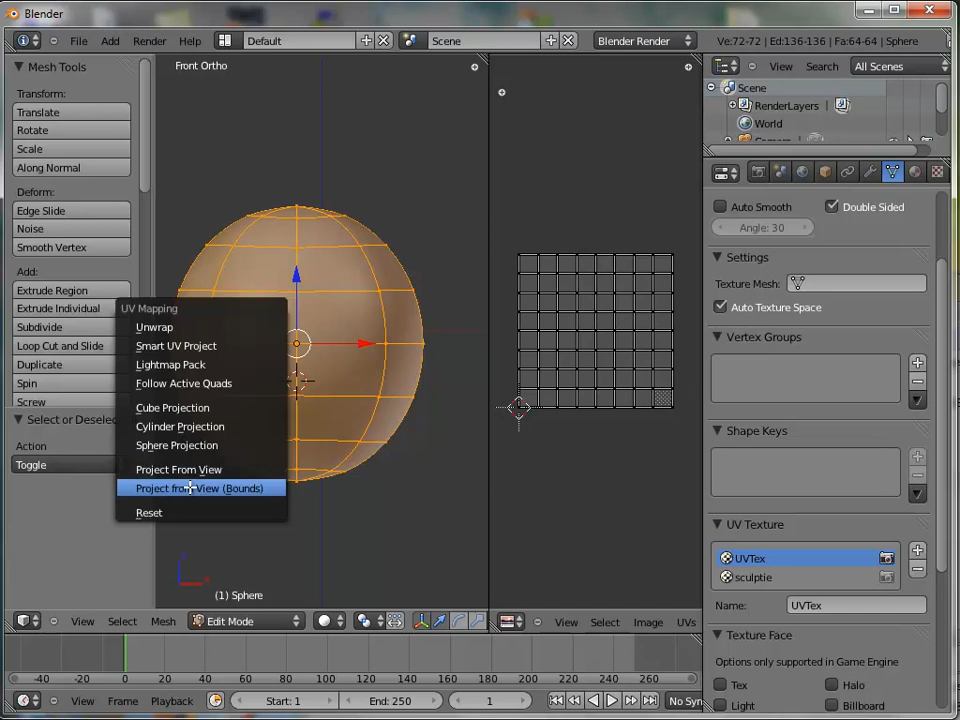 Blender
File Add Render Help Default Scene Blender Render Ve:72-72 | Ed:136-136 | Fa:64-64 | Sphere
Mesh Tools
Transform:
Translate
Rotate
Scale
Along Normal
Deform:
Edge Slide
Noise
Smooth Vertex
Add:
Extrude Region
Extrude Individual
Subdivide
Loop Cut and Slide
Duplicate
Spin
Screw
Select or Deselec
Action
Toggle
Front Ortho
UV Mapping
Unwrap
Smart UV Project
Lightmap Pack
Follow Active Quads
Cube Projection
Cylinder Projection
Sphere Projection
Project From View
Project from View (Bounds)
Reset
(1) Sphere
View Select Mesh Edit Mode
View Select Image UVs
View Search All Scenes
Scene
RenderLayers
World
Auto Smooth Double Sided
Angle: 30
Settings
Texture Mesh:
Auto Texture Space
Vertex Groups
Shape Keys
UV Texture
UVTex
sculptie
Name: UVTex
Texture Face
Options only supported in Game Engine
Tex Halo
Light Billboard
-40 -20 0 20 40 60 80 100 120 140 160 180 200 220 240 260
View Frame Playback Start: 1 End: 250 1 No Syn